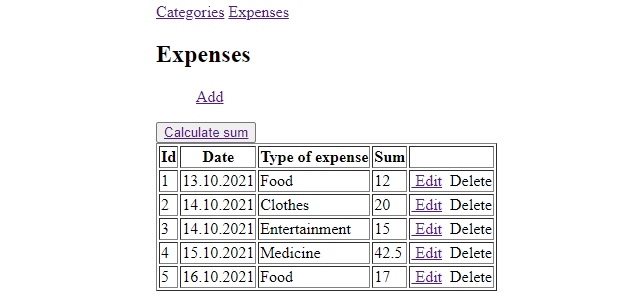 Categories Expenses
Expenses
Add
Calculate sum
Id Date Type of expense Sum
1 13.10.2021 Food 12 Edit Delete
2 14.10.2021 Clothes 20 Edit Delete
3 14.10.2021 Entertainment 15 Edit Delete
4 15.10.2021 Medicine 42.5 Edit Delete
5 16.10.2021 Food 17 Edit Delete